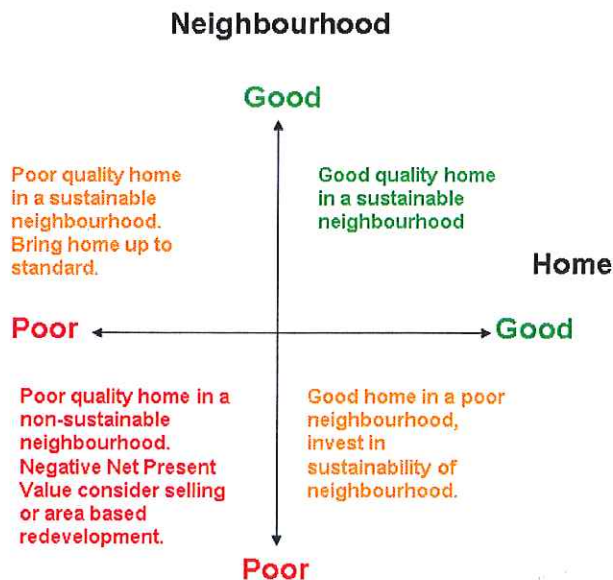 Neighbourhood
Good
Poor quality home
in a sustainable
neighbourhood.
Bring home up to
standard.
Good quality home
in a sustainable
neighbourhood
Home
Poor
Good
Poor quality home in a
non-sustainable
neighbourhood.
Negative Net Present
Value consider selling
or area based
redevelopment.
Good home in a poor
neighbourhood,
invest in
sustainability of
neighbourhood.
Poor